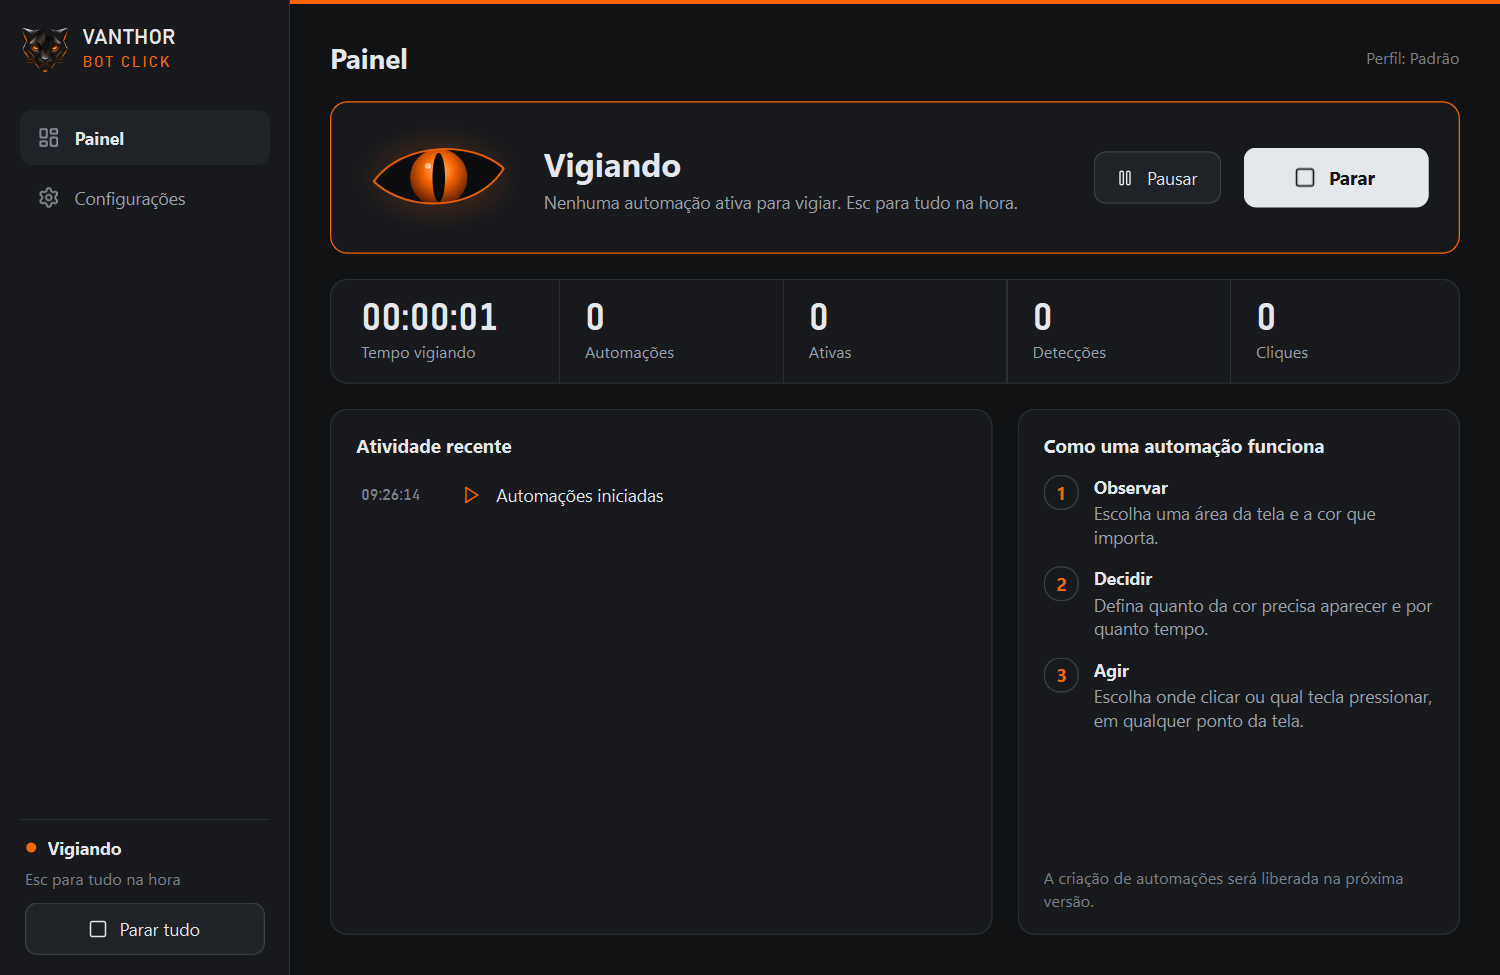 VANTHOR
BOT CLICK
Painel
Configurações
Vigiando
Esc para tudo na hora
Parar tudo
Painel
Perfil: Padrão
Vigiando
Nenhuma automação ativa para vigiar. Esc para tudo na hora.
Pausar
Parar
00:00:01
Tempo vigiando
0
Automações
0
Ativas
0
Detecções
0
Cliques
Atividade recente
09:26:14 Automações iniciadas
Como uma automação funciona
1 Observar
Escolha uma área da tela e a cor que
importa.
2 Decidir
Defina quanto da cor precisa aparecer e por
quanto tempo.
3 Agir
Escolha onde clicar ou qual tecla pressionar,
em qualquer ponto da tela.
A criação de automações será liberada na próxima
versão.